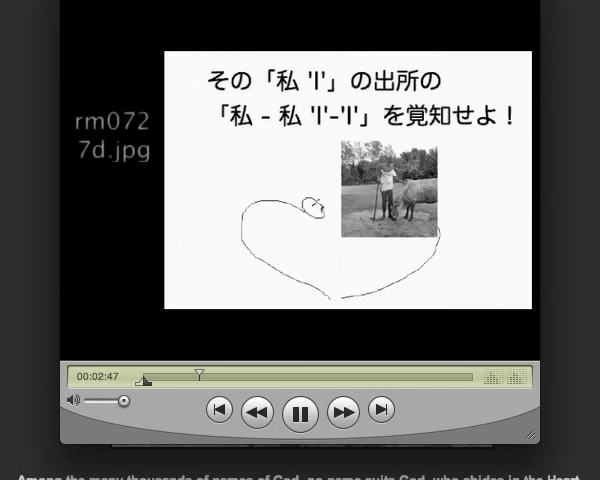 その「私 'I'」の出所の
「私 - 私 'I'-'I'」を覚知せよ！
rm072
7d.jpg
00:02:47
Among the many thousands of names of God, no name suits God, who abides in the Heart